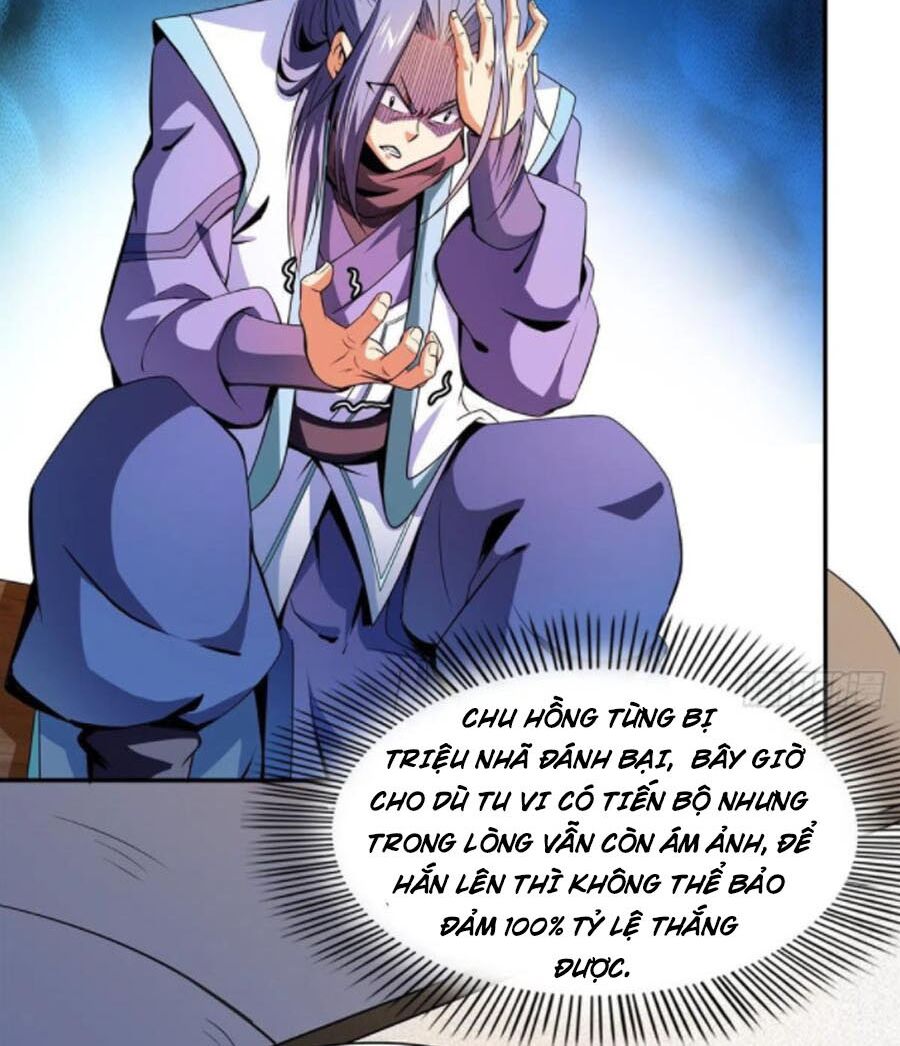 CHU HỒNG TỪNG BỊ
TRIỆU NHÃ ĐÁNH BẠI, BÂY GIỜ
CHO DÙ TU VI CÓ TIẾN BỘ NHƯNG
TRONG LÒNG VẪN CÒN ÁM ẢNH, ĐỂ
HẮN LÊN THÌ KHÔNG THỂ BẢO
ĐẢM 100% TỶ LỆ THẮNG
ĐƯỢC.